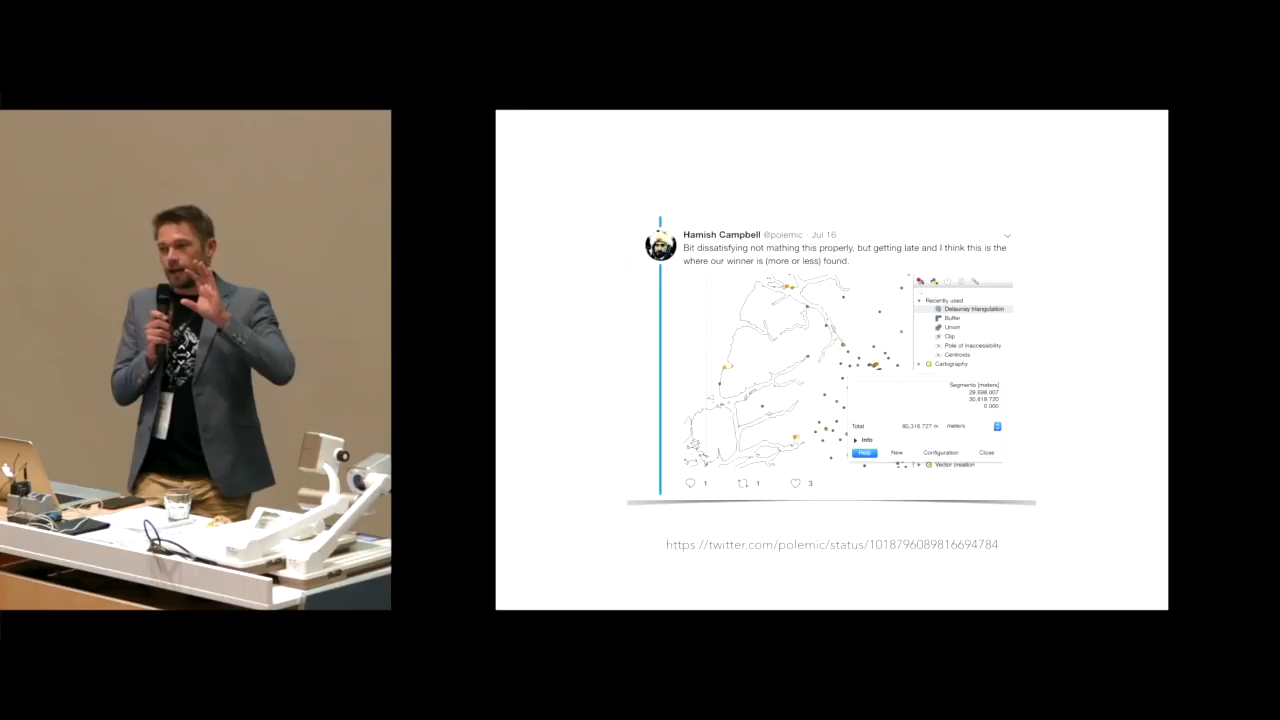 Hamish Campbell @polemic · Jul 16
Bit dissatisfying not mathing this properly, but getting late and I think this is the
where our winner is (more or less) found.
Recently used
Delaunay triangulation
Buffer
Union
Clip
Pole of inaccessibility
Centroids
Cartography
Segments [meters]
29,698.007
30,618.720
0.000
Total 60,316.727 m meters
Info
Help New Configuration Close
Vector creation
1 1 3
https://twitter.com/polemic/status/1018796089816694784